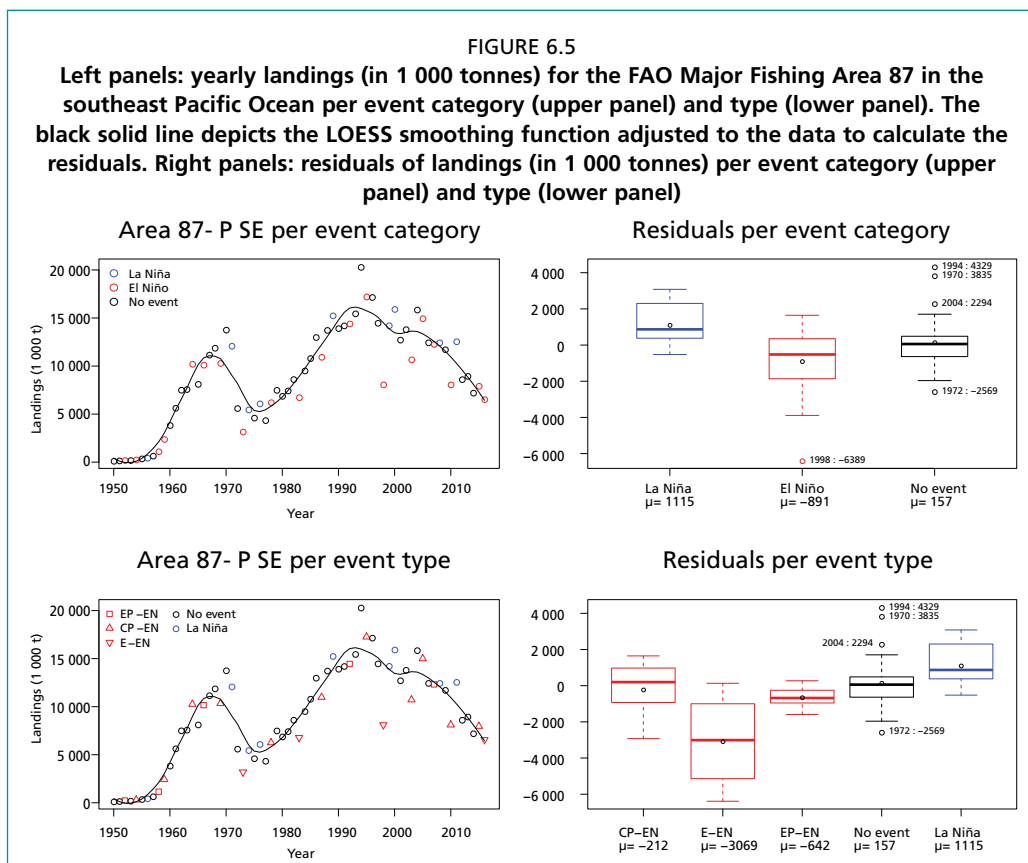 FIGURE 6.5
Left panels: yearly landings (in 1 000 tonnes) for the FAO Major Fishing Area 87 in the
southeast Pacific Ocean per event category (upper panel) and type (lower panel). The
black solid line depicts the LOESS smoothing function adjusted to the data to calculate the
residuals. Right panels: residuals of landings (in 1 000 tonnes) per event category (upper
panel) and type (lower panel)
Area 87- P SE per event category
20 000
15 000
10 000
5 000
0
Landings (1 000 t)
La Niña
El Niño
No event
1950 1960 1970 1980 1990 2000 2010
Year
Residuals per event category
4 000
2 000
0
−2 000
−4 000
−6 000
1994 : 4329
1970 : 3835
2004 : 2294
1972 : −2569
1998 : −6389
La Niña El Niño No event
μ= 1115 μ= −891 μ= 157
Area 87- P SE per event type
20 000
15 000
10 000
5 000
0
Landings (1 000 t)
EP −EN No event
CP −EN La Niña
E−EN
1950 1960 1970 1980 1990 2000 2010
Year
Residuals per event type
4 000
2 000
0
−2 000
−4 000
−6 000
1994 : 4329
1970 : 3835
2004 : 2294
1972 : −2569
CP−EN E−EN EP−EN No event La Niña
μ= −212 μ= −3069 μ= −642 μ= 157 μ= 1115